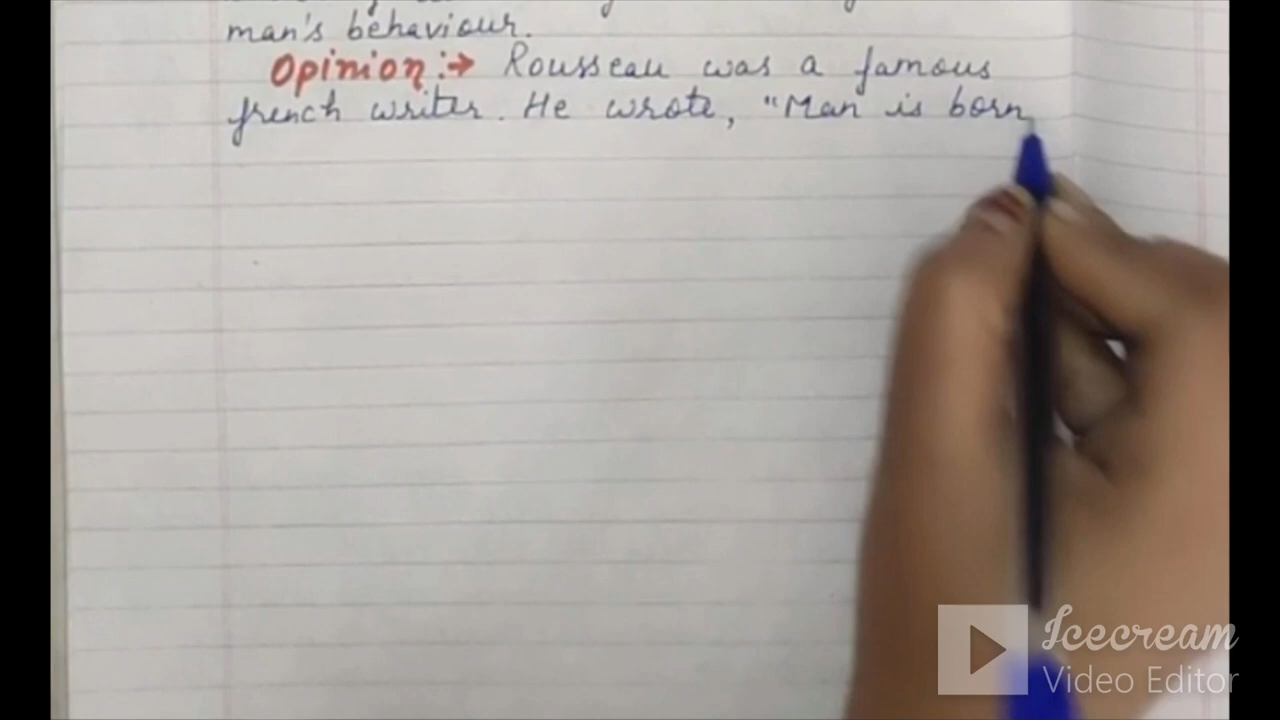 man's behaviour.
Opinion :→ Rousseau was a famous
french writer. He wrote, "Man is born
Icecream
Video Editor